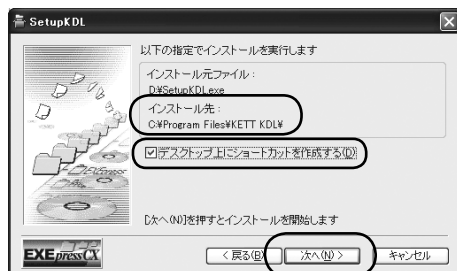 SetupKDL
以下の指定でインストールを実行します
インストール元ファイル:
D:¥SetupKDL.exe
インストール先:
C:¥Program Files¥KETT KDL¥
デスクトップ上にショートカットを作成する(D)
[次へ(N)]を押すとインストールを開始します
EXEpressCX
< 戻る(B) 次へ(N) > キャンセル